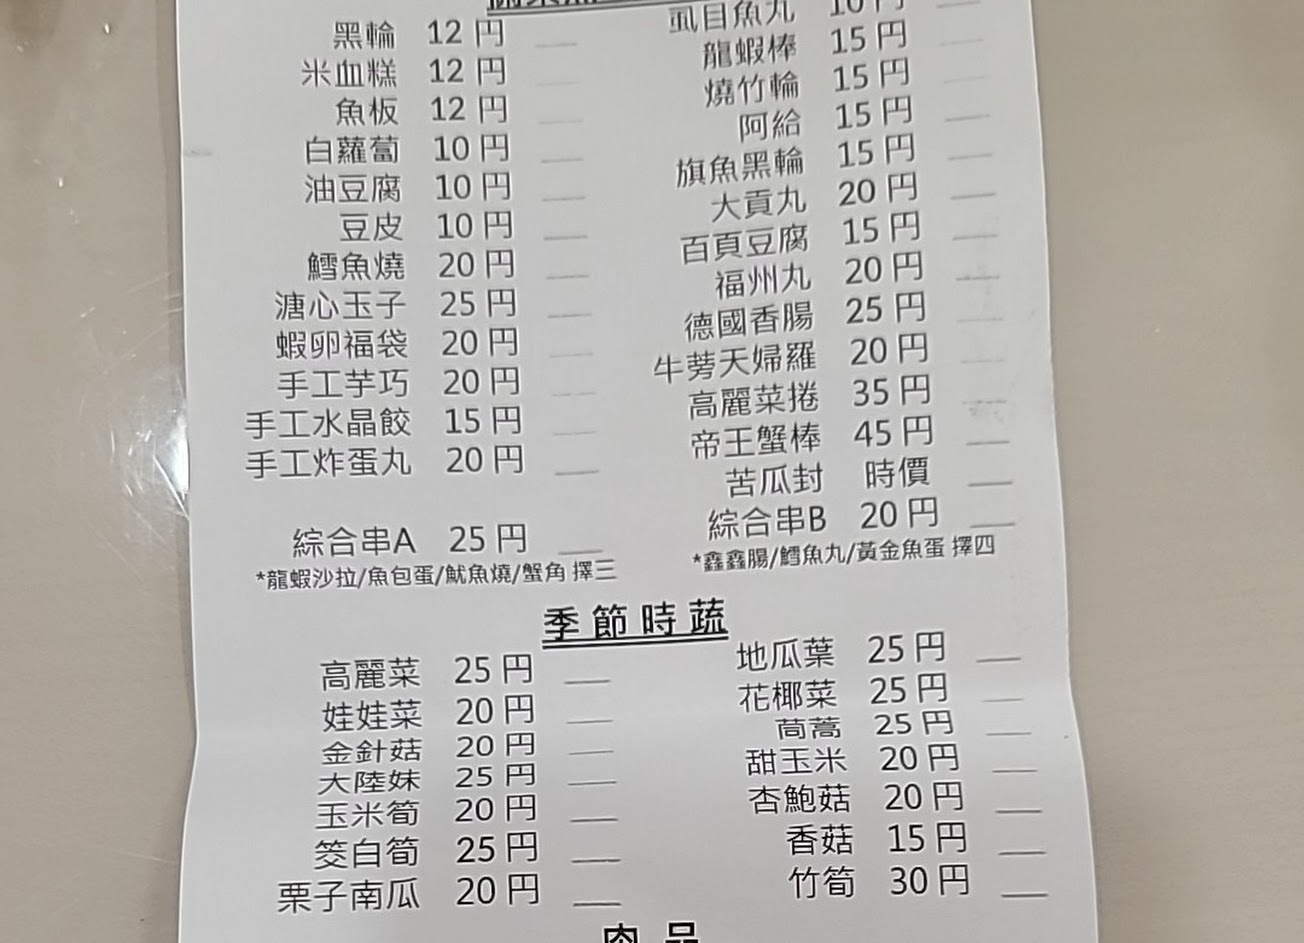 黑輪 12 円
米血糕 12 円
魚板 12 円
白蘿蔔 10 円
油豆腐 10 円
豆皮 10 円
鱈魚燒 20 円
溏心玉子 25 円
蝦卵福袋 20 円
手工芋巧 20 円
手工水晶餃 15 円
手工炸蛋丸 20 円
綜合串A 25 円
*龍蝦沙拉/魚包蛋/魷魚燒/蟹角 擇三
虱目魚丸 10 円
龍蝦棒 15 円
燒竹輪 15 円
阿給 15 円
旗魚黑輪 15 円
大貢丸 20 円
百頁豆腐 15 円
福州丸 20 円
德國香腸 25 円
牛蒡天婦羅 20 円
高麗菜捲 35 円
帝王蟹棒 45 円
苦瓜封 時價
綜合串B 20 円
*鑫鑫腸/鱈魚丸/黃金魚蛋 擇四
季節時蔬
高麗菜 25 円
娃娃菜 20 円
金針菇 20 円
大陸妹 25 円
玉米筍 20 円
筊白筍 25 円
栗子南瓜 20 円
地瓜葉 25 円
花椰菜 25 円
茼蒿 25 円
甜玉米 20 円
杏鮑菇 20 円
香菇 15 円
竹筍 30 円
肉品